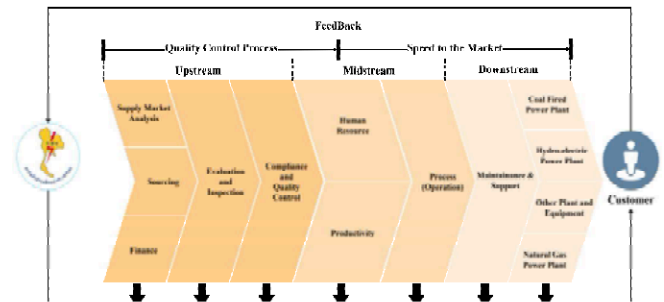 FeedBack
Quality Control Process
Speed to the Market
Upstream
Midstream
Downstream
Supply Market
Analysis
Sourcing
Finance
Evaluation
and
Inspection
Compliance
and
Quality
Control
Human
Resource
Productivity
Process
(Operation)
Maintainance &
Support
Coal Fired
Power Plant
Hydroelectric
Power Plant
Other Plant and
Equipment
Natural Gas
Power Plant
Customer